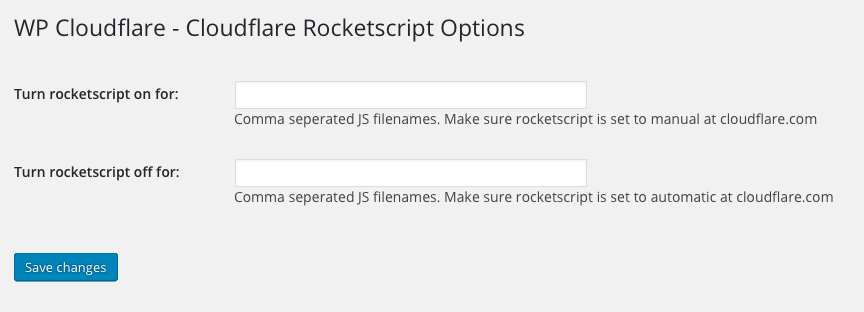 WP Cloudflare - Cloudflare Rocketscript Options
Turn rocketscript on for:
Comma seperated JS filenames. Make sure rocketscript is set to manual at cloudflare.com
Turn rocketscript off for:
Comma seperated JS filenames. Make sure rocketscript is set to automatic at cloudflare.com
Save changes